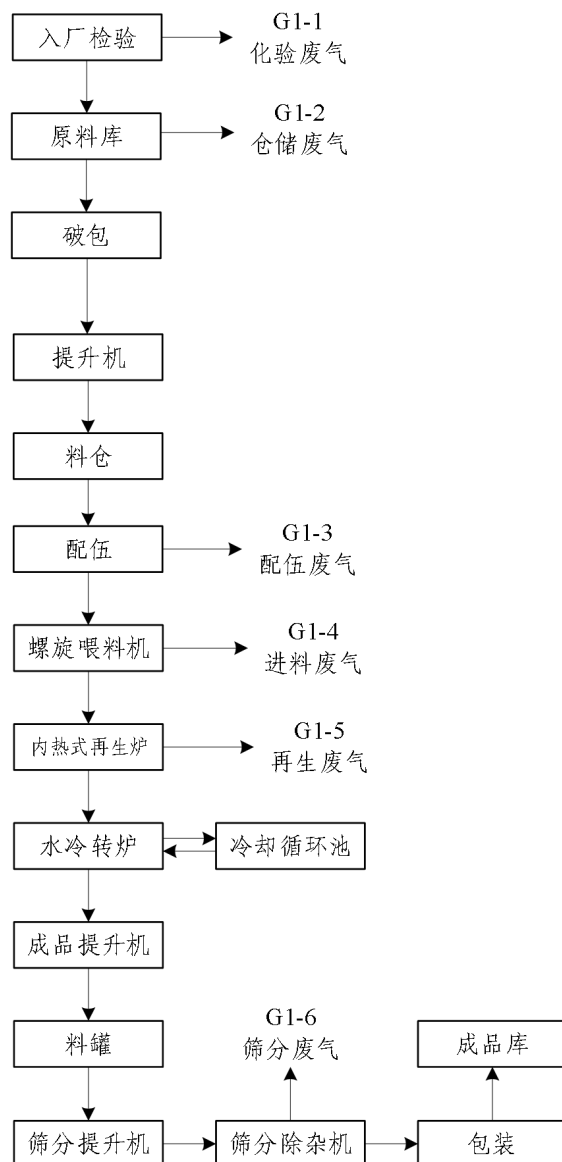 入厂检验
G1-1
化验废气
原料库
G1-2
仓储废气
破包
提升机
料仓
配伍
G1-3
配伍废气
螺旋喂料机
G1-4
进料废气
内热式再生炉
G1-5
再生废气
水冷转炉
冷却循环池
成品提升机
料罐
G1-6
筛分废气
成品库
筛分提升机
筛分除杂机
包装